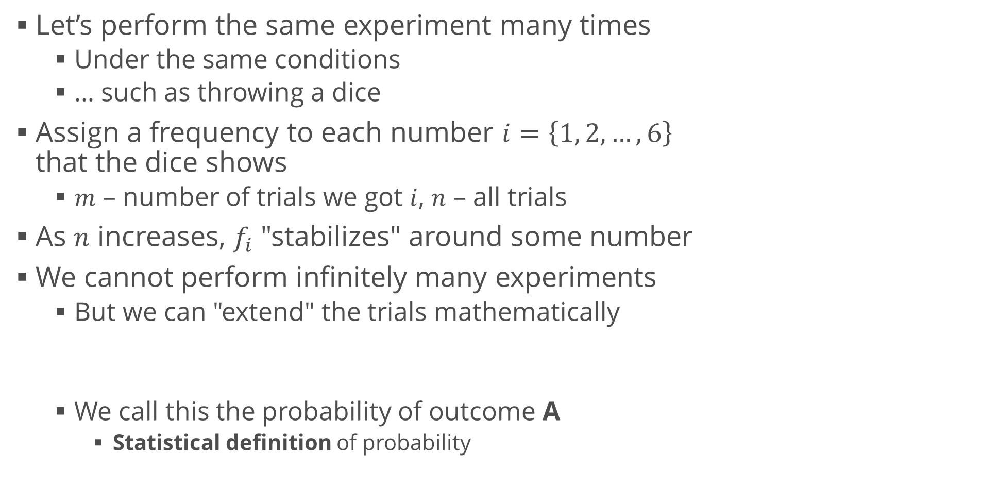 ▪ Let’s perform the same experiment many times
▪ Under the same conditions
▪ … such as throwing a dice
▪ Assign a frequency to each number 𝑖 = {1, 2, … , 6}
that the dice shows
▪ 𝑚 – number of trials we got 𝑖, 𝑛 – all trials
▪ As 𝑛 increases, 𝑓ᵢ "stabilizes" around some number
▪ We cannot perform infinitely many experiments
▪ But we can "extend" the trials mathematically
▪ We call this the probability of outcome A
▪ Statistical definition of probability